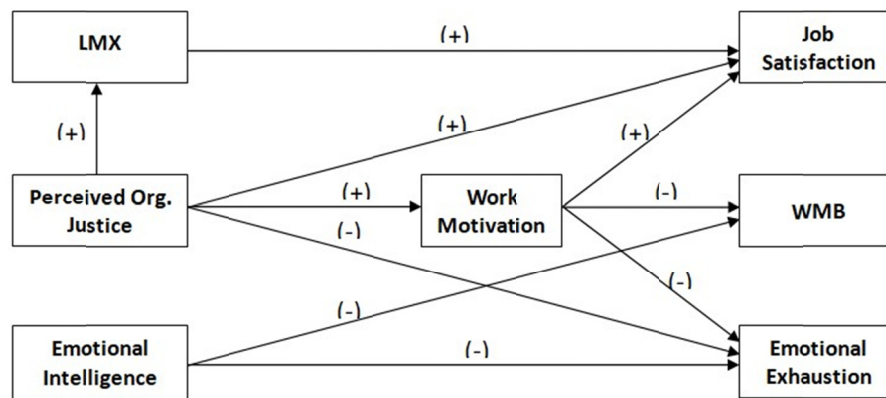 LMX
(+)
Job
Satisfaction
(+)
(+)
(+)
Perceived Org.
Justice
(+)
Work
Motivation
(-)
WMB
(-)
(-)
(-)
Emotional
Intelligence
(-)
Emotional
Exhaustion